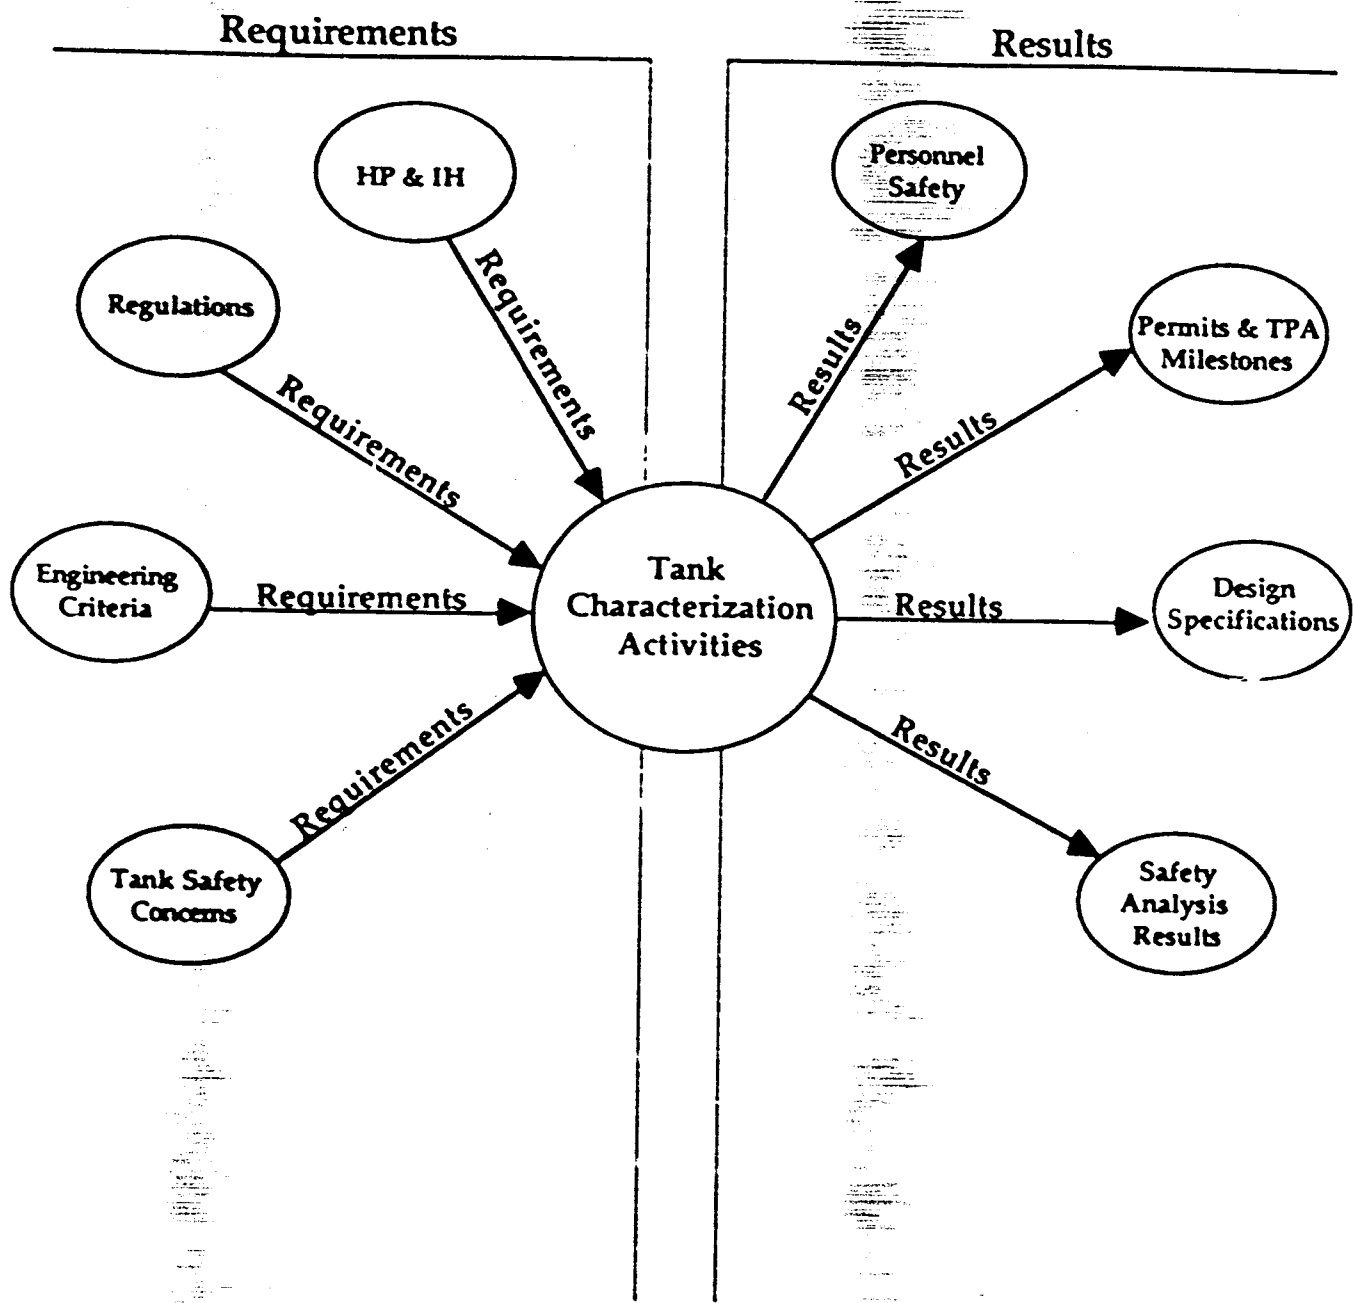 Requirements
Results
HP & IH
Personnel
Safety
Regulations
Permits & TPA
Milestones
Requirements
Results
Requirements
Results
Engineering
Criteria
Requirements
Tank
Characterization
Activities
Results
Design
Specifications
Requirements
Results
Tank Safety
Concerns
Safety
Analysis
Results